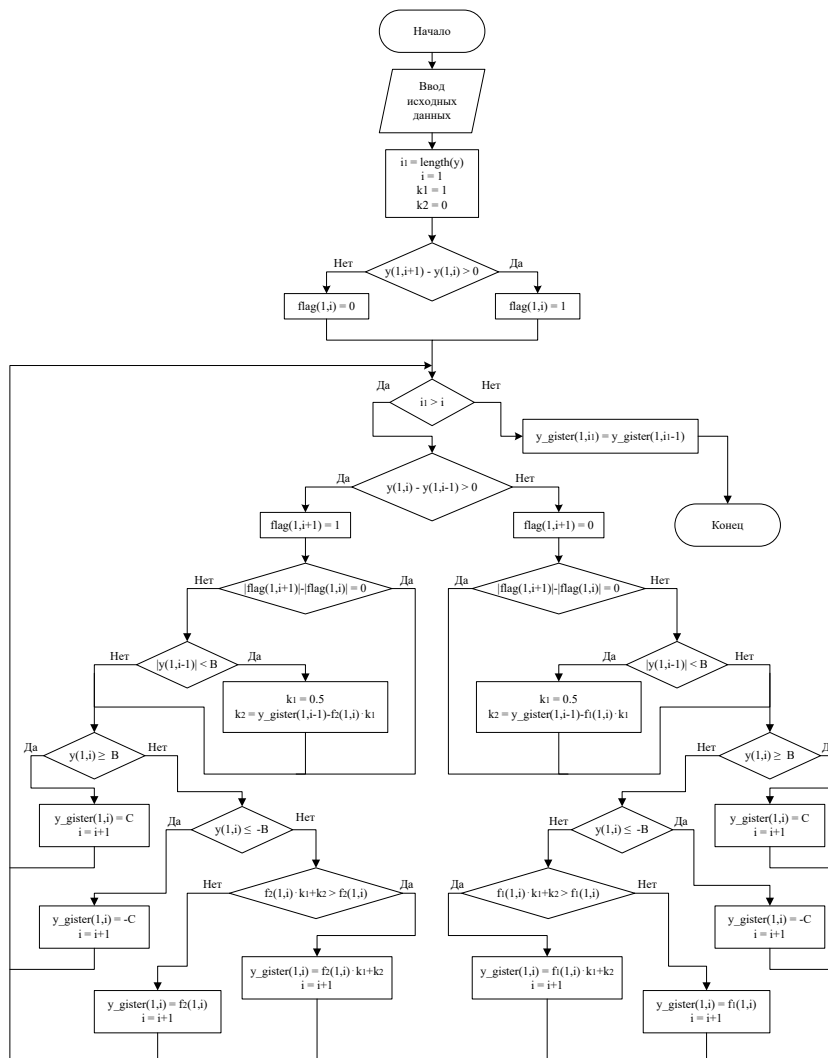 Начало
Ввод
исходных
данных
i₁ = length(y)
i = 1
k1 = 1
k2 = 0
Нет
Да
y(1,i+1) - y(1,i) > 0
flag(1,i) = 0
flag(1,i) = 1
Да
Нет
i₁ > i
y_gister(1,i₁) = y_gister(1,i₁-1)
Да
y(1,i) - y(1,i-1) > 0
Нет
flag(1,i+1) = 1
flag(1,i+1) = 0
Конец
Нет
|flag(1,i+1)|-|flag(1,i)| = 0
Да
Да
|flag(1,i+1)|-|flag(1,i)| = 0
Нет
Нет
|y(1,i-1)| < B
Да
Да
|y(1,i-1)| < B
Нет
k₁ = 0.5
k₂ = y_gister(1,i-1)-f₂(1,i)·k₁
k₁ = 0.5
k₂ = y_gister(1,i-1)-f₁(1,i)·k₁
Да
y(1,i) ≥ B
Нет
Нет
y(1,i) ≥ B
y_gister(1,i) = C
i = i+1
Да
y(1,i) ≤ -B
Нет
Нет
y(1,i) ≤ -B
Да
y_gister(1,i) = C
i = i+1
Нет
f₂(1,i)·k₁+k₂ > f₂(1,i)
Да
Да
f₁(1,i)·k₁+k₂ > f₁(1,i)
Нет
y_gister(1,i) = -C
i = i+1
y_gister(1,i) = -C
i = i+1
y_gister(1,i) = f₂(1,i)·k₁+k₂
i = i+1
y_gister(1,i) = f₁(1,i)·k₁+k₂
i = i+1
y_gister(1,i) = f₂(1,i)
i = i+1
y_gister(1,i) = f₁(1,i)
i = i+1